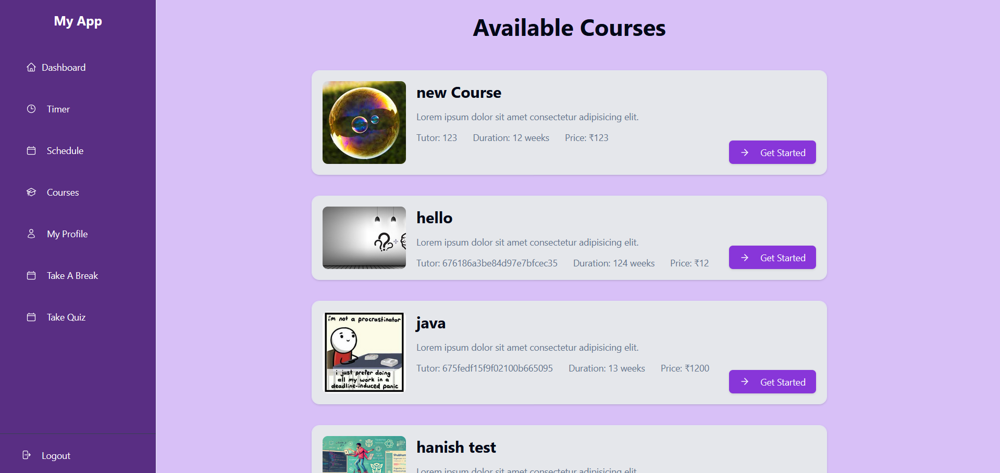 My App
Dashboard
Timer
Schedule
Courses
My Profile
Take A Break
Take Quiz
Logout
Available Courses
new Course
Lorem ipsum dolor sit amet consectetur adipisicing elit.
Tutor: 123 Duration: 12 weeks Price: ₹123
Get Started
hello
Lorem ipsum dolor sit amet consectetur adipisicing elit.
Tutor: 676186a3be84d97e7bfcec35 Duration: 124 weeks Price: ₹12
Get Started
i'm not a procrastinator
i just prefer doing
all my work in a
deadline-induced panic
java
Lorem ipsum dolor sit amet consectetur adipisicing elit.
Tutor: 675fedf15f9f02100b665095 Duration: 13 weeks Price: ₹1200
Get Started
hanish test
Lorem ipsum dolor sit amet consectetur adipisicing elit.